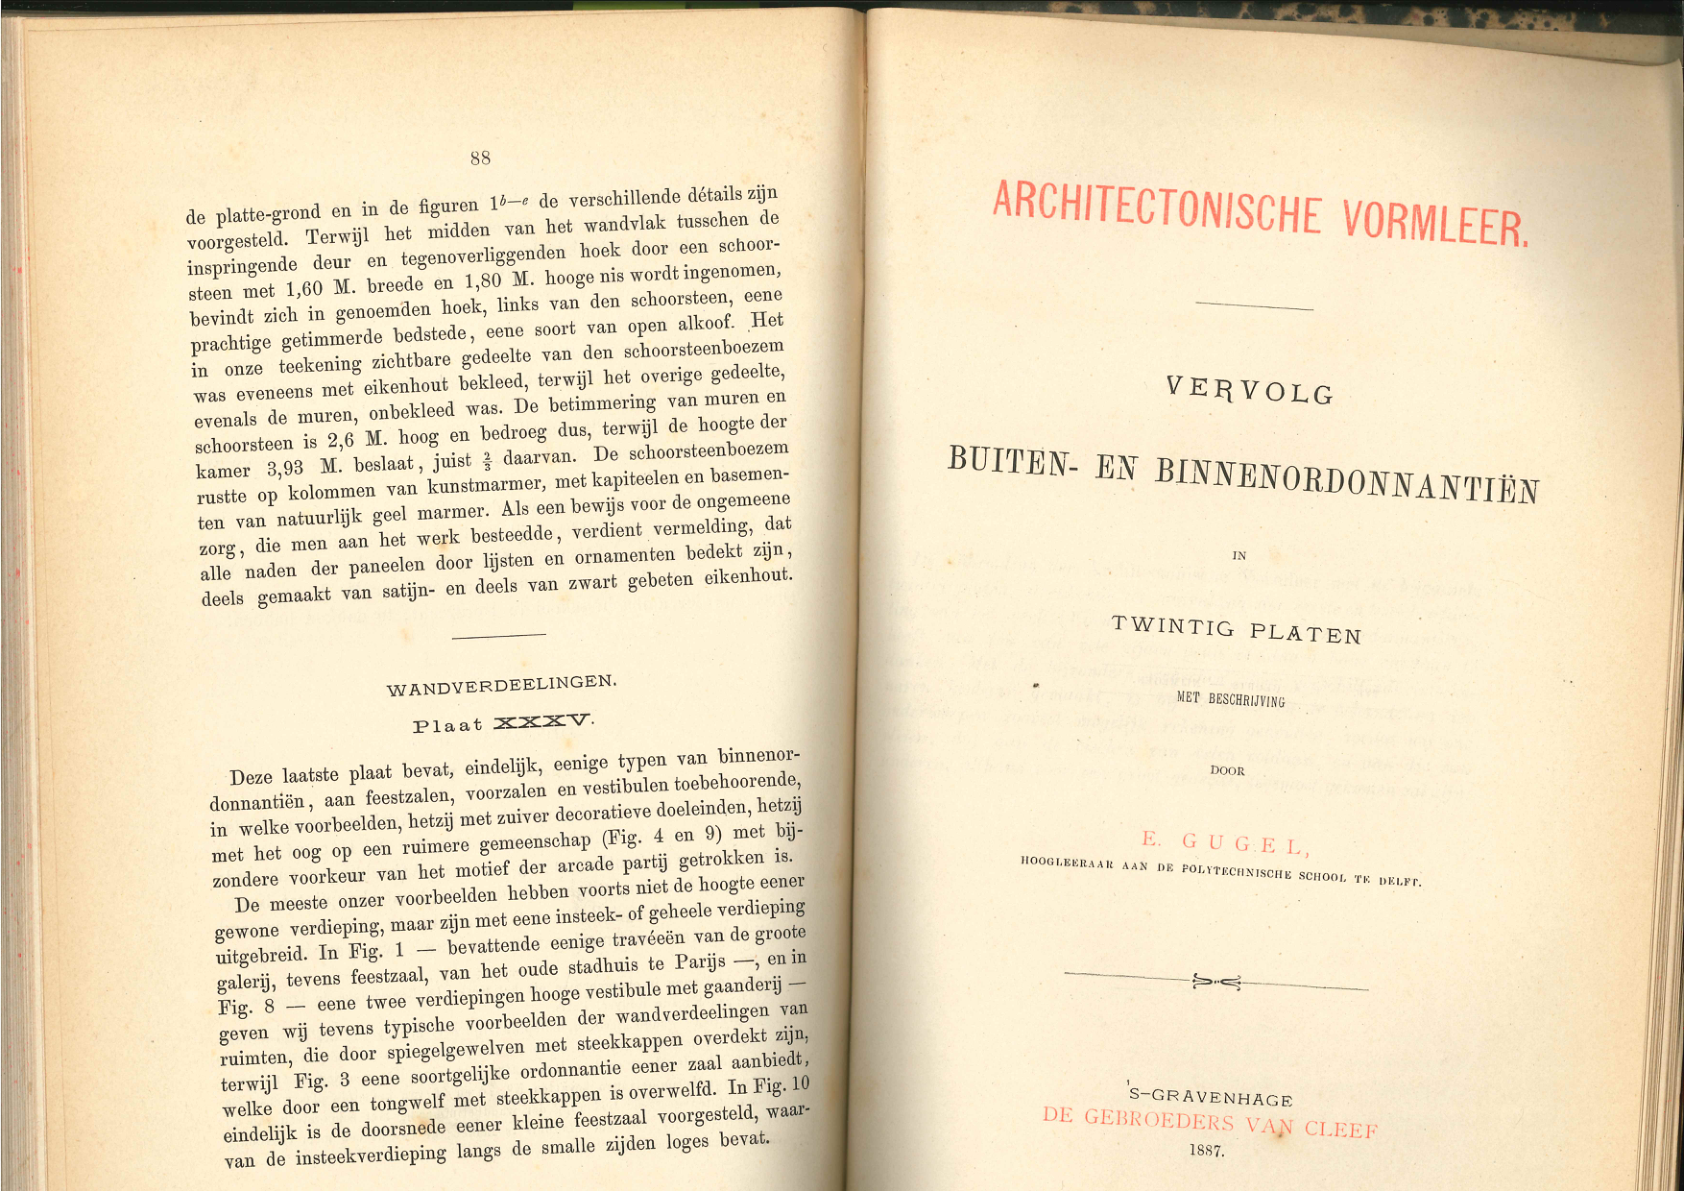 88
de platte-grond en in de figuren 1b—e de verschillende détails zijn
voorgesteld. Terwijl het midden van het wandvlak tusschen de
inspringende deur en tegenoverliggenden hoek door een schoor-
steen met 1,60 M. breede en 1,80 M. hooge nis wordt ingenomen,
bevindt zich in genoemden hoek, links van den schoorsteen, eene
prachtige getimmerde bedstede, eene soort van open alkoof. Het
in onze teekening zichtbare gedeelte van den schoorsteenboezem
was eveneens met eikenhout bekleed, terwijl het overige gedeelte,
evenals de muren, onbekleed was. De betimmering van muren en
schoorsteen is 2,6 M. hoog en bedroeg dus, terwijl de hoogte der
kamer 3,93 M. beslaat, juist 2/3 daarvan. De schoorsteenboezem
rustte op kolommen van kunstmarmer, met kapiteelen en basemen-
ten van natuurlijk geel marmer. Als een bewijs voor de ongemeene
zorg, die men aan het werk besteedde, verdient vermelding, dat
alle naden der paneelen door lijsten en ornamenten bedekt zijn,
deels gemaakt van satijn- en deels van zwart gebeten eikenhout.
WANDVERDEELINGEN.
Plaat XXXV.
Deze laatste plaat bevat, eindelijk, eenige typen van binnenor-
donnantiën, aan feestzalen, voorzalen en vestibulen toebehoorende,
in welke voorbeelden, hetzij met zuiver decoratieve doeleinden, hetzij
met het oog op een ruimere gemeenschap (Fig. 4 en 9) met bij-
zondere voorkeur van het motief der arcade partij getrokken is.
De meeste onzer voorbeelden hebben voorts niet de hoogte eener
gewone verdieping, maar zijn met eene insteek- of geheele verdieping
uitgebreid. In Fig. 1 — bevattende eenige travéeën van de groote
galerij, tevens feestzaal, van het oude stadhuis te Parijs —, en in
Fig. 8 — eene twee verdiepingen hooge vestibule met gaanderij —
geven wij tevens typische voorbeelden der wandverdeelingen van
ruimten, die door spiegelgewelven met steekkappen overdekt zijn,
terwijl Fig. 3 eene soortgelijke ordonnantie eener zaal aanbiedt,
welke door een tongwelf met steekkappen is overwelfd. In Fig. 10
eindelijk is de doorsnede eener kleine feestzaal voorgesteld, waar-
van de insteekverdieping langs de smalle zijden loges bevat.
ARCHITECTONISCHE VORMLEER.
VERVOLG
BUITEN- EN BINNENORDONNANTIËN
IN
TWINTIG PLATEN
MET BESCHRIJVING
DOOR
E. GUGEL,
HOOGLEERAAR AAN DE POLYTECHNISCHE SCHOOL TE DELFT.
'S-GRAVENHAGE
DE GEBROEDERS VAN CLEEF
1887.